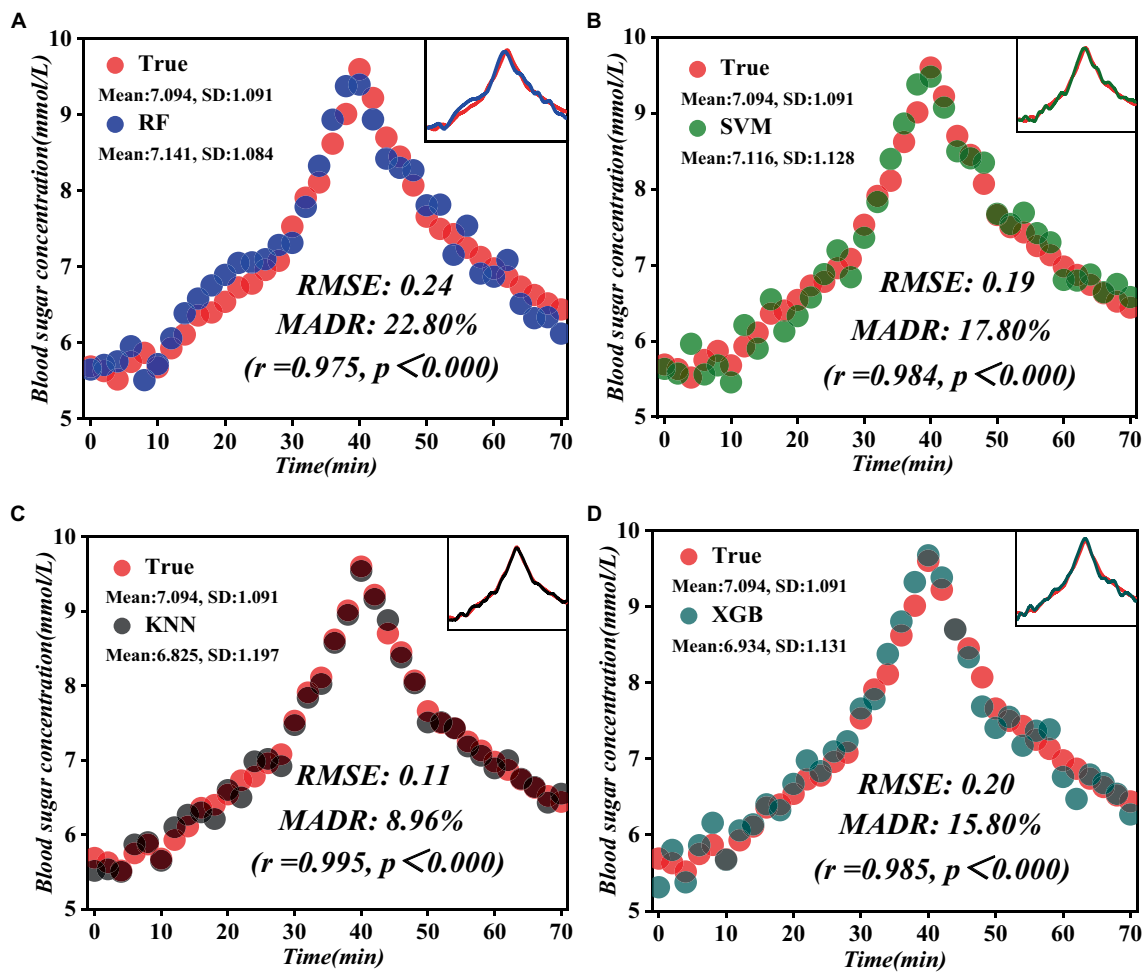 A
Blood sugar concentration(mmol/L)
10
9
8
7
6
5
True
Mean:7.094, SD:1.091
RF
Mean:7.141, SD:1.084
RMSE: 0.24
MADR: 22.80%
(r =0.975, p <0.000)
0 10 20 30 40 50 60 70
Time(min)
B
Blood sugar concentration(mmol/L)
10
9
8
7
6
5
True
Mean:7.094, SD:1.091
SVM
Mean:7.116, SD:1.128
RMSE: 0.19
MADR: 17.80%
(r =0.984, p <0.000)
0 10 20 30 40 50 60 70
Time(min)
C
Blood sugar concentration(mmol/L)
10
9
8
7
6
5
True
Mean:7.094, SD:1.091
KNN
Mean:6.825, SD:1.197
RMSE: 0.11
MADR: 8.96%
(r =0.995, p <0.000)
0 10 20 30 40 50 60 70
Time(min)
D
Blood sugar concentration(mmol/L)
10
9
8
7
6
5
True
Mean:7.094, SD:1.091
XGB
Mean:6.934, SD:1.131
RMSE: 0.20
MADR: 15.80%
(r =0.985, p <0.000)
0 10 20 30 40 50 60 70
Time(min)